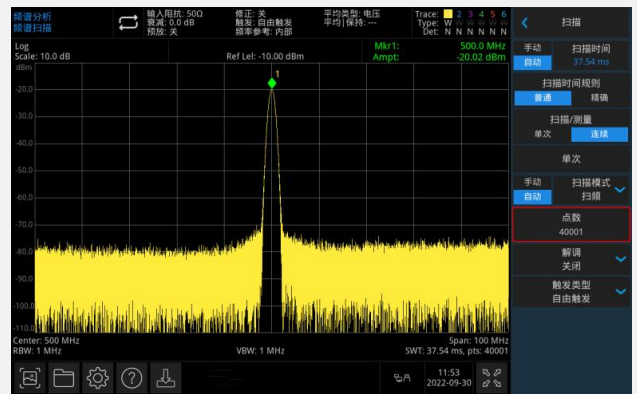 频谱分析
频谱扫描
输入阻抗: 50Ω
衰减: 0.0 dB
预放: 关
修正: 关
触发: 自由触发
频率参考: 内部
平均类型: 电压
平均|保持: ---
Trace: 1 2 3 4 5 6
Type: W W W W W W
Det: N N N N N N
Log
Scale: 10.0 dB
Ref Lel: -10.00 dBm
Mkr1: 500.0 MHz
Ampt: -20.02 dBm
dBm
1
-20.0
-30.0
-40.0
-50.0
-60.0
-70.0
-80.0
-90.0
-100.0
-110.0
Center: 500 MHz
Span: 100 MHz
RBW: 1 MHz
VBW: 1 MHz
SWT: 37.54 ms, pts: 40001
11:53
2022-09-30
扫描
手动
自动
扫描时间
37.54 ms
扫描时间规则
普通
精确
扫描/测量
单次
连续
单次
手动
自动
扫描模式
扫频
点数
40001
解调
关闭
触发类型
自由触发